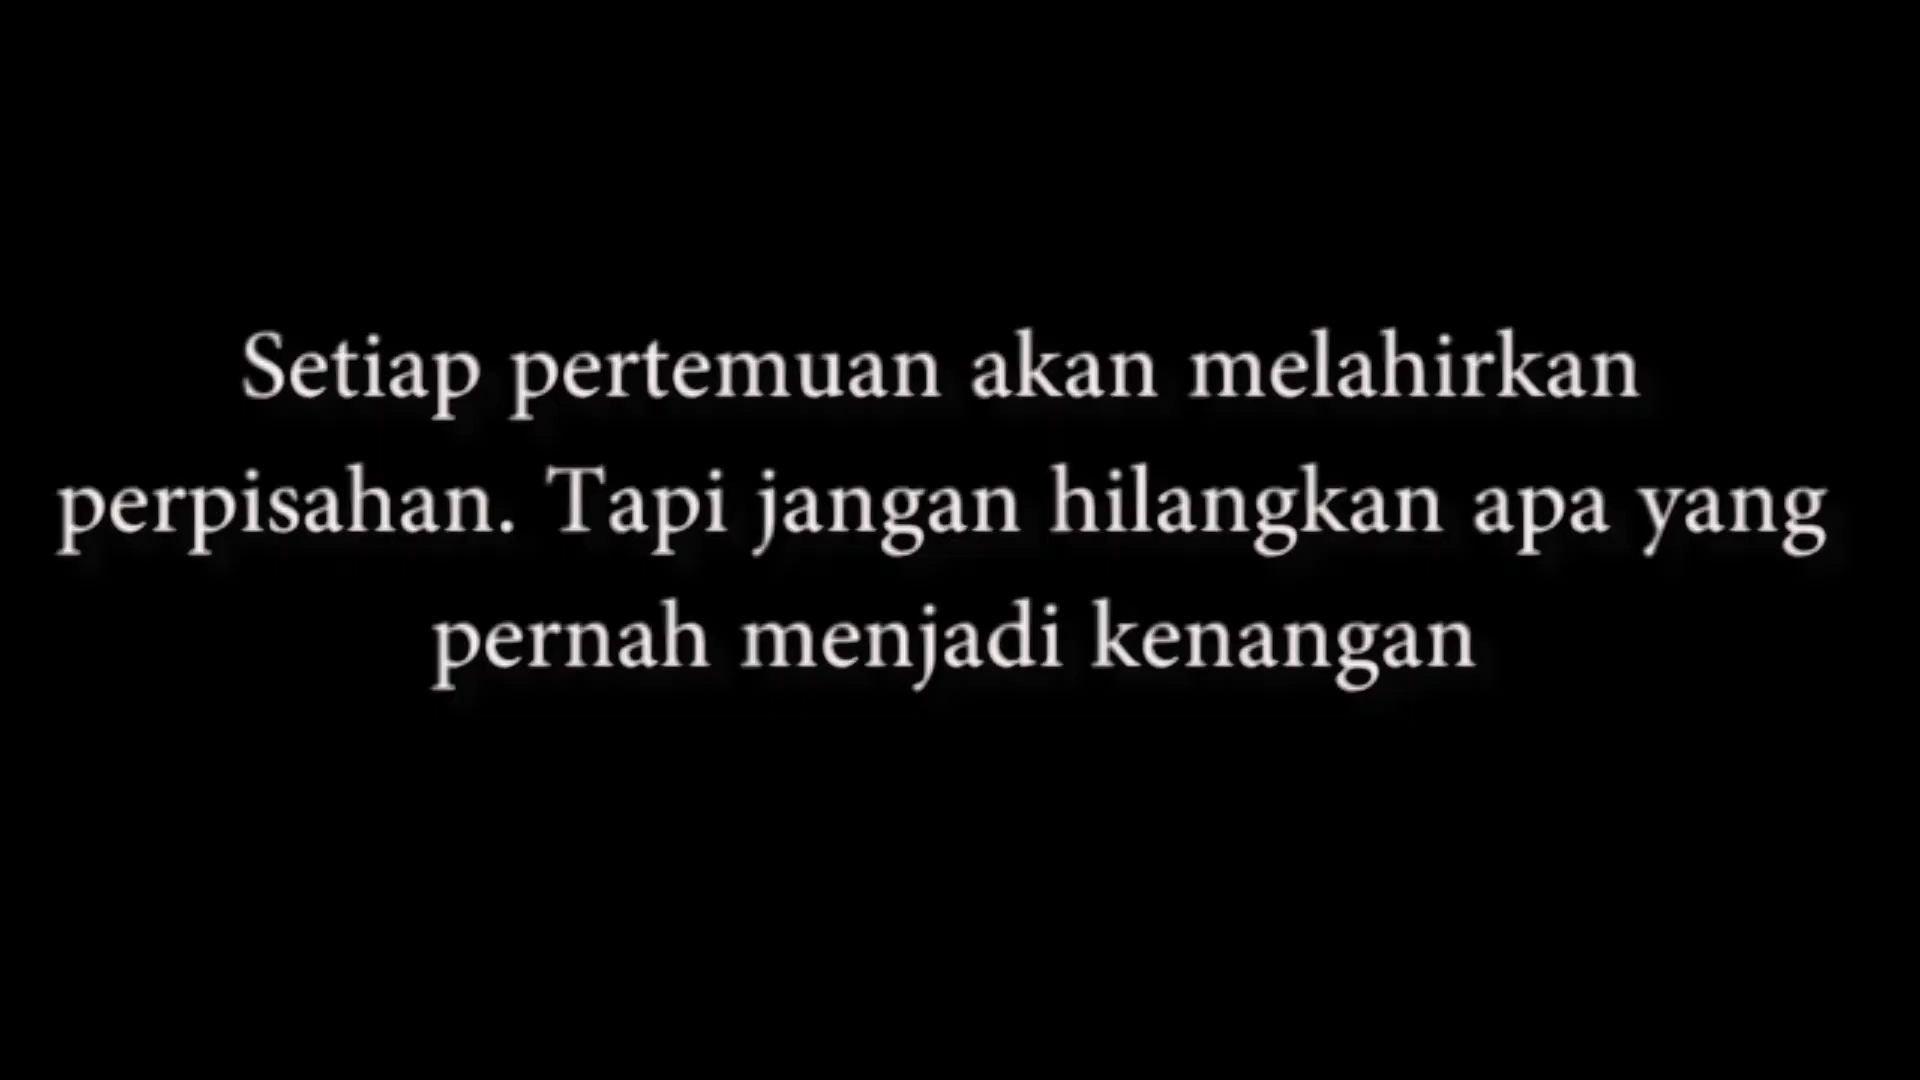 Setiap pertemuan akan melahirkan
perpisahan. Tapi jangan hilangkan apa yang
pernah menjadi kenangan